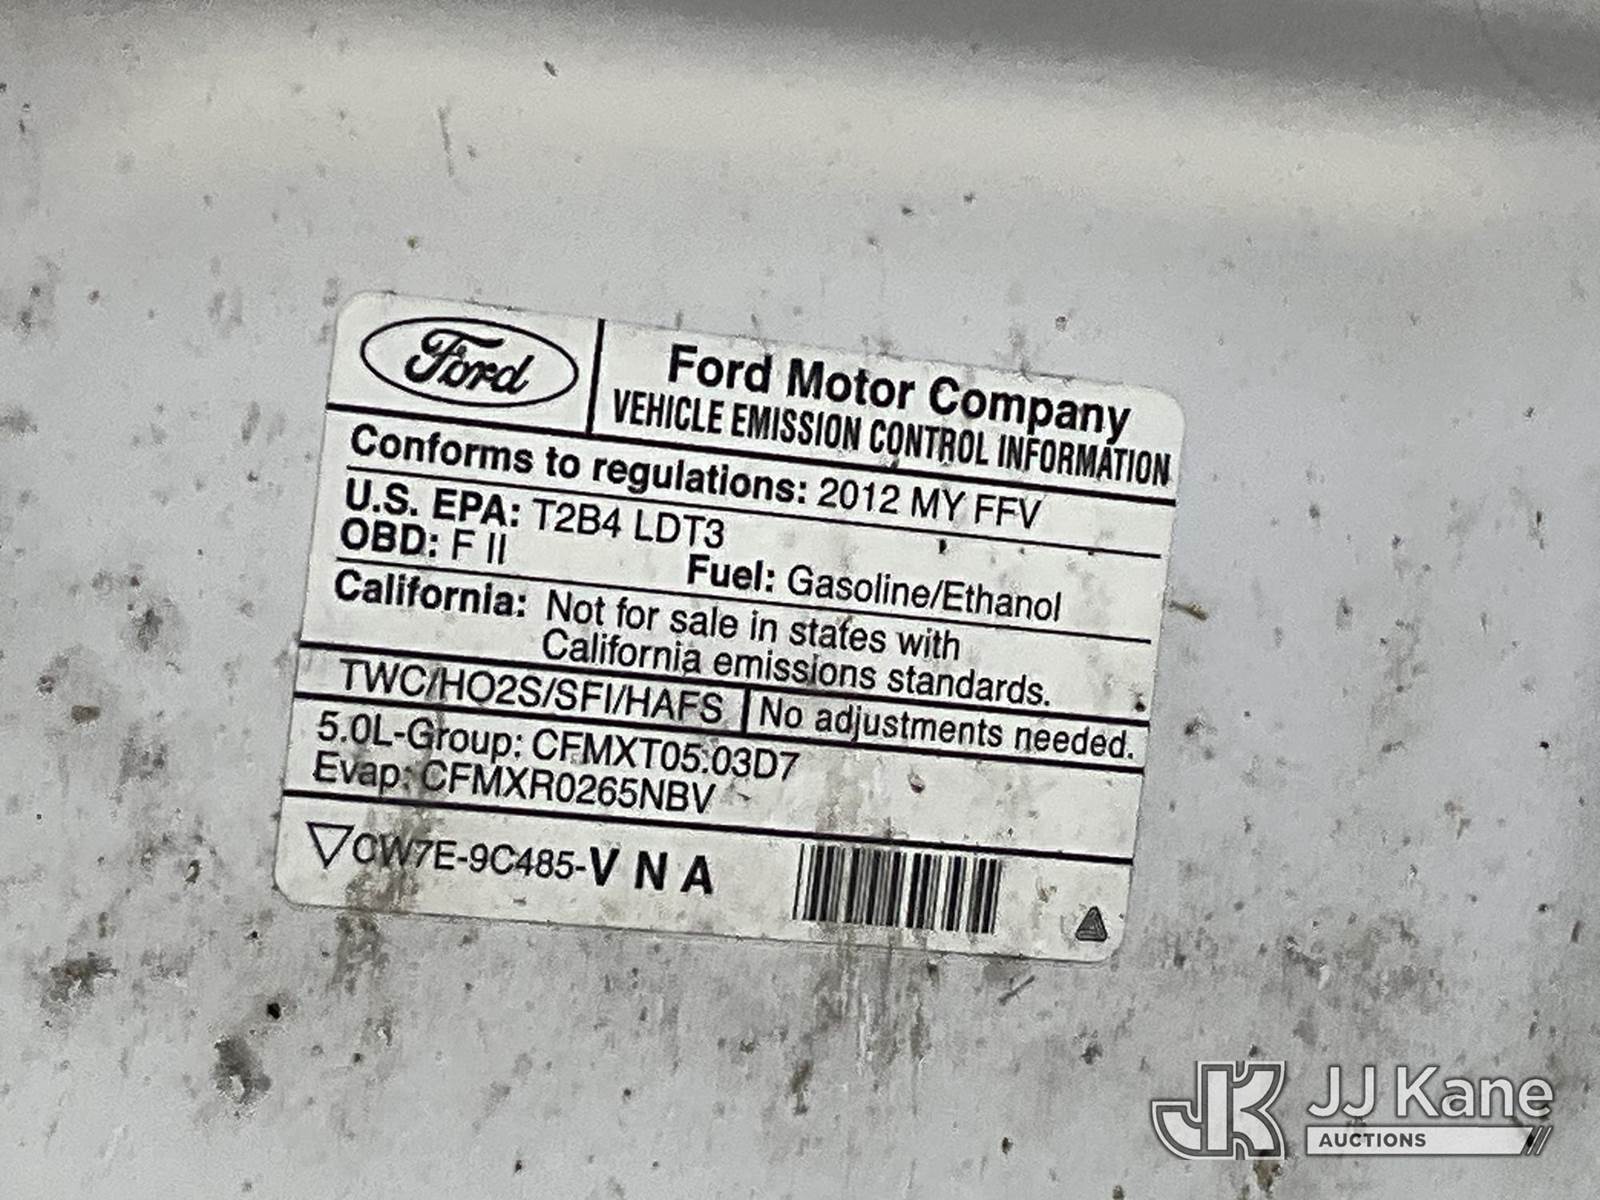 Ford
Ford Motor Company
VEHICLE EMISSION CONTROL INFORMATION
Conforms to regulations: 2012 MY FFV
U.S. EPA: T2B4 LDT3
OBD: F II
Fuel: Gasoline/Ethanol
California: Not for sale in states with
California emissions standards.
TWC/HO2S/SFI/HAFS
No adjustments needed.
5.0L-Group: CFMXT05.03D7
Evap: CFMXR0265NBV
CW7E-9C485-V N A
JK
JJ Kane
AUCTIONS